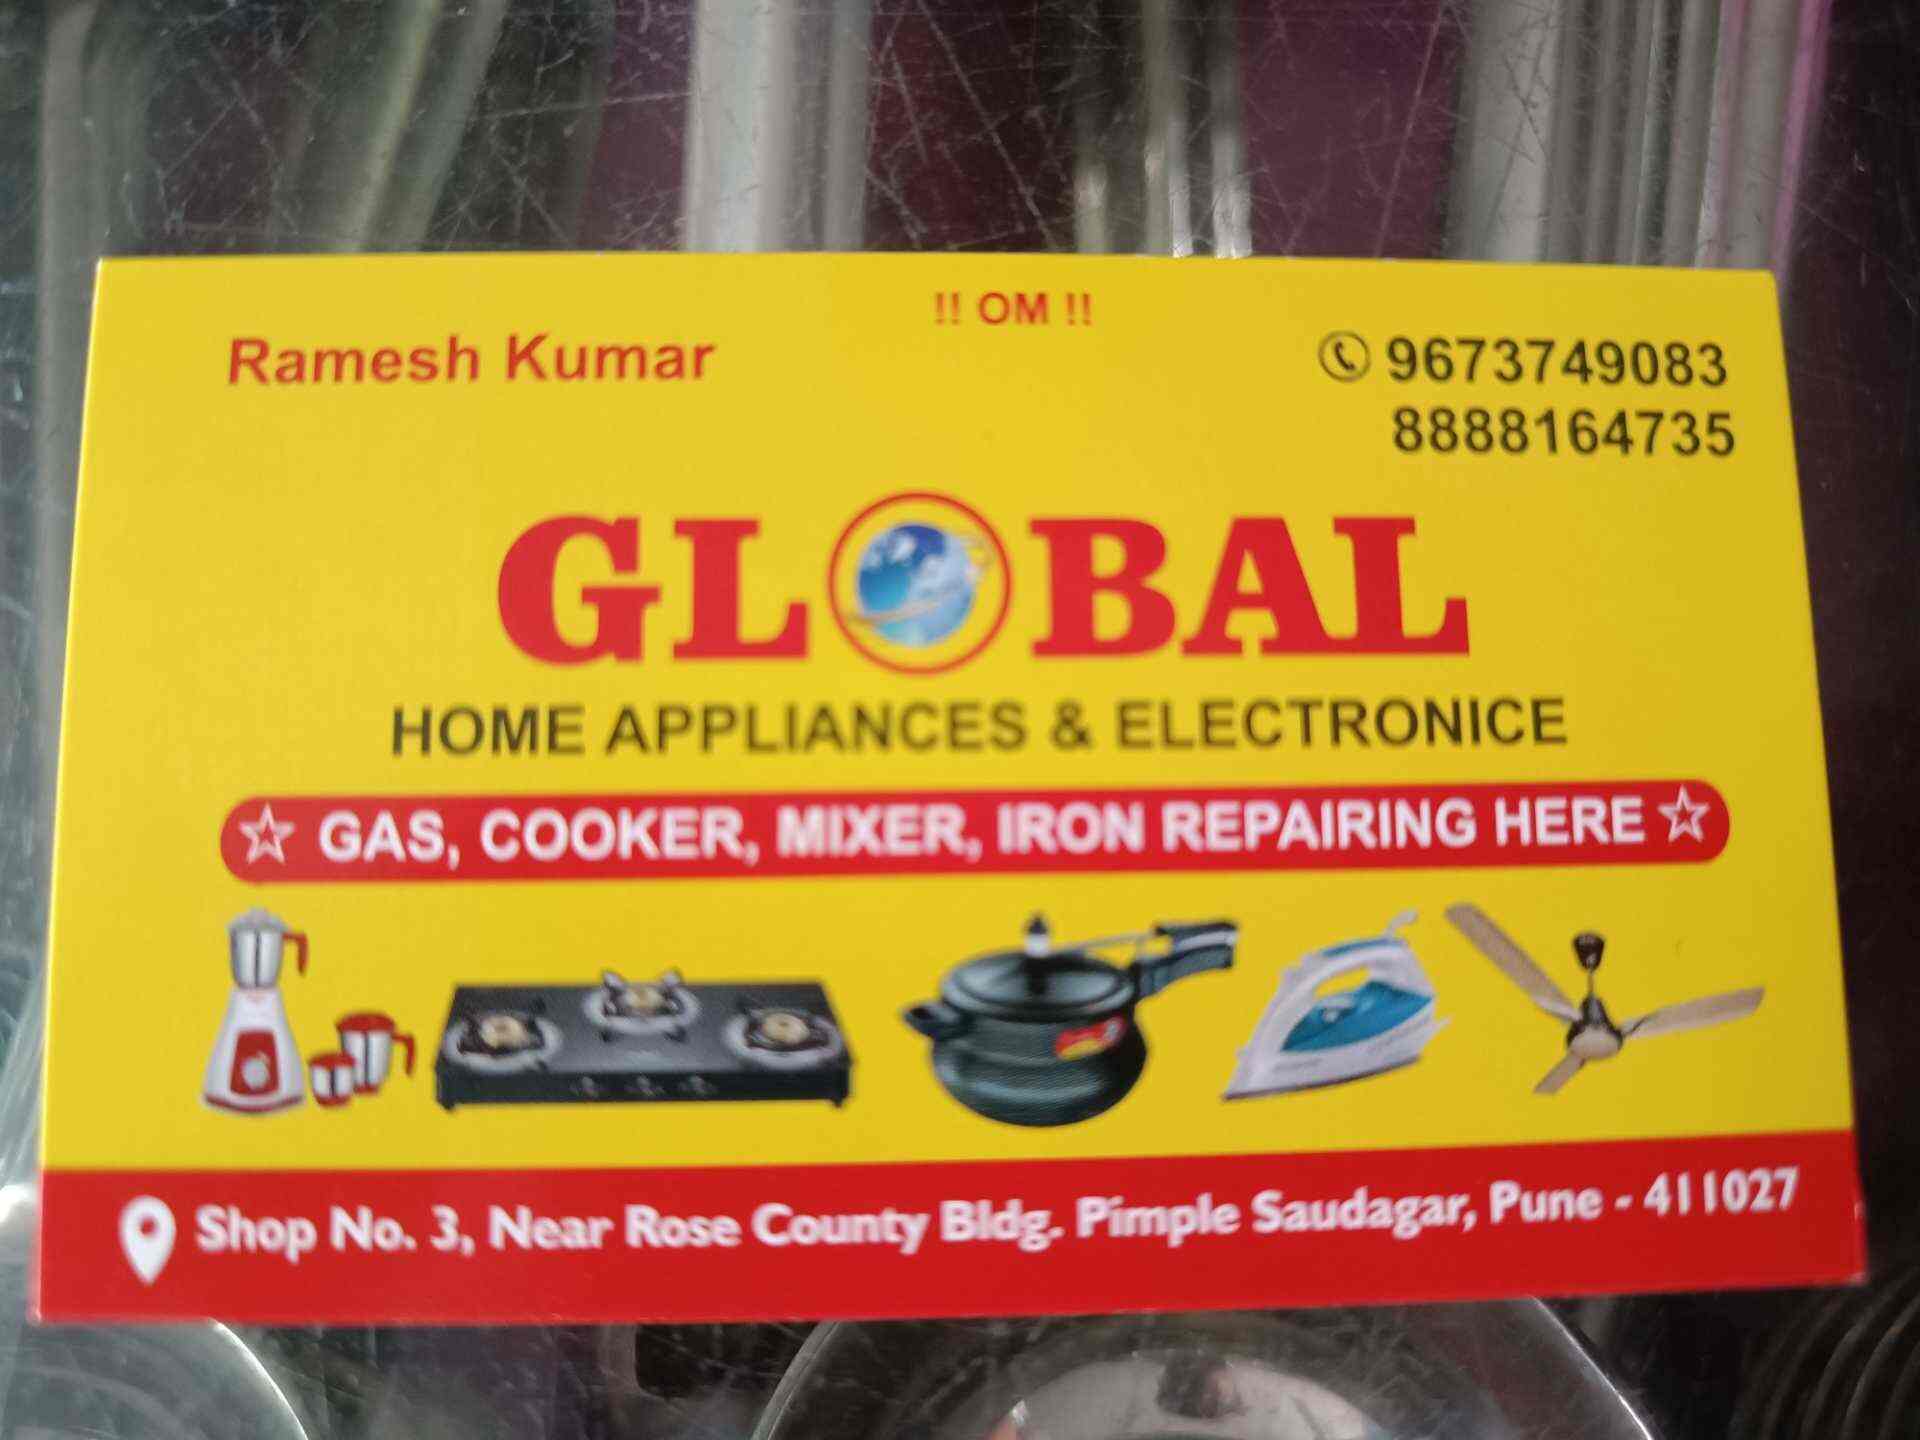 !! OM !!
Ramesh Kumar
9673749083
8888164735
GLOBAL
HOME APPLIANCES & ELECTRONICE
☆ GAS, COOKER, MIXER, IRON REPAIRING HERE ☆
Shop No. 3, Near Rose County Bldg. Pimple Saudagar, Pune - 411027